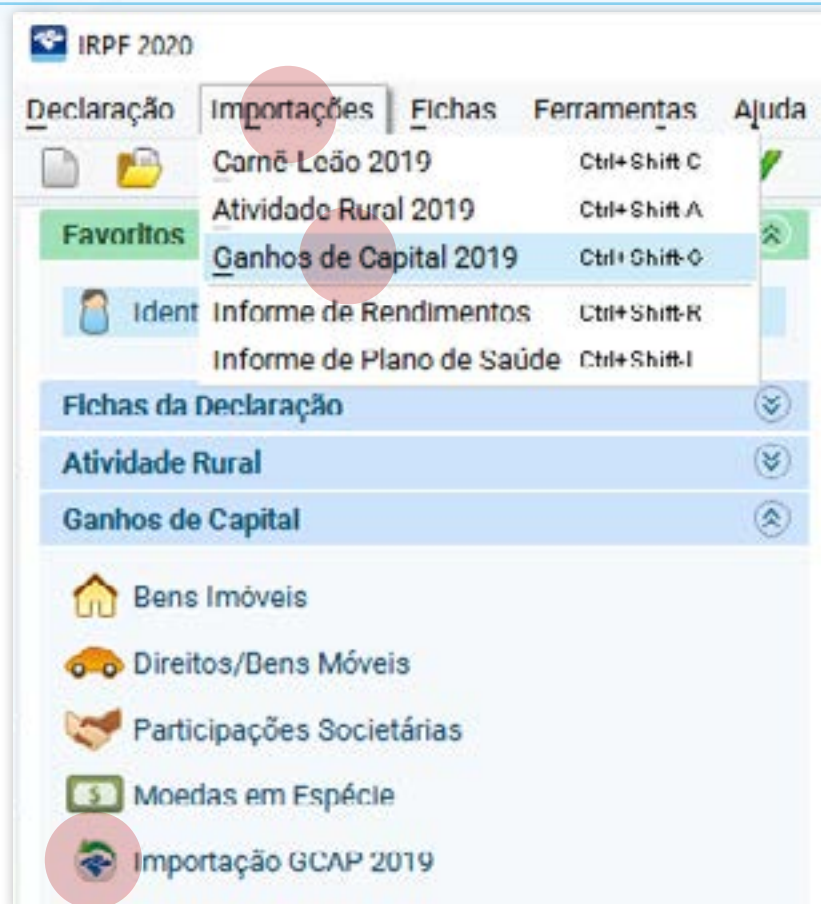 IRPF 2020
Declaração Importações Fichas Ferramentas Ajuda
Carnê-Leão 2019 Ctrl+Shift-C
Atividade Rural 2019 Ctrl+Shift-A
Favoritos
Ganhos de Capital 2019 Ctrl+Shift-G
Ident
Informe de Rendimentos Ctrl+Shift-R
Informe de Plano de Saúde Ctrl+Shift-I
Fichas da Declaração
Atividade Rural
Ganhos de Capital
Bens Imóveis
Direitos/Bens Móveis
Participações Societárias
Moedas em Espécie
Importação GCAP 2019